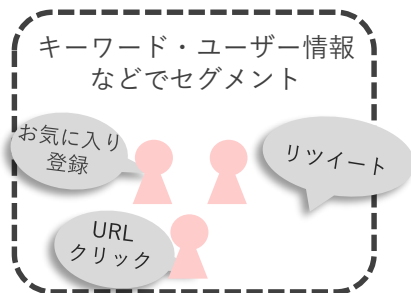 キーワード・ユーザー情報
などでセグメント
お気に入り
登録
リツイート
URL
クリック